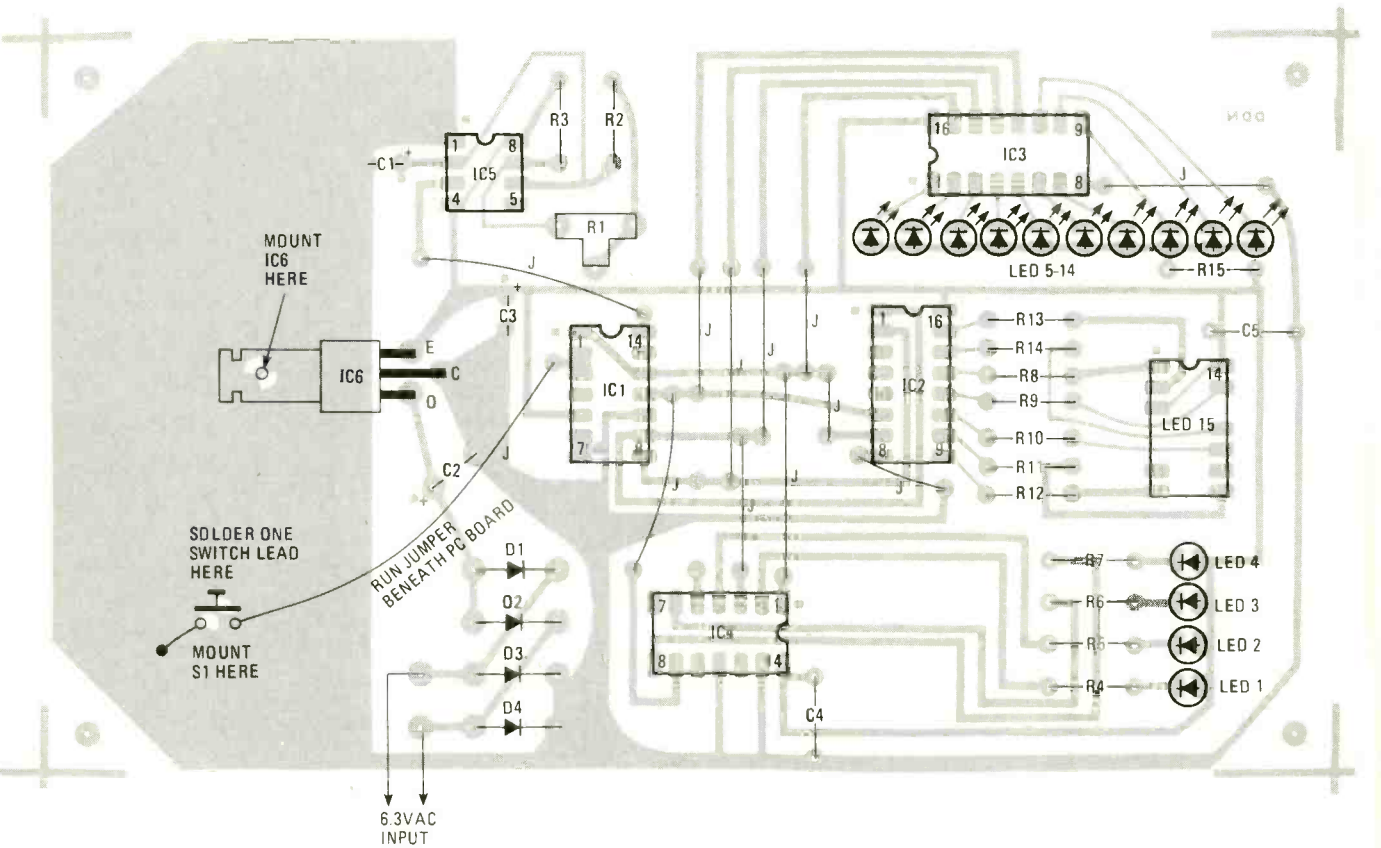 DDN
16
9
IC3
1
8
J
1
8
IC5
4
5
-C1-
+
R3
R2
R1
LED 5-14
R15
MOUNT
IC6
HERE
J
+
C3
E
IC6
C
O
1
14
IC1
7
8
J
J
J
J
J
J
J
J
J
J
1
16
IC2
8
9
R13
R14
R8
R9
R10
R11
R12
C5
14
LED 15
C2
+
RUN JUMPER
BENEATH PC BOARD
SOLDER ONE
SWITCH LEAD
HERE
MOUNT
S1 HERE
D1
D2
D3
D4
7
1
IC4
8
4
C4
R7
LED 4
R6
LED 3
R5
LED 2
R4
LED 1
6.3VAC
INPUT